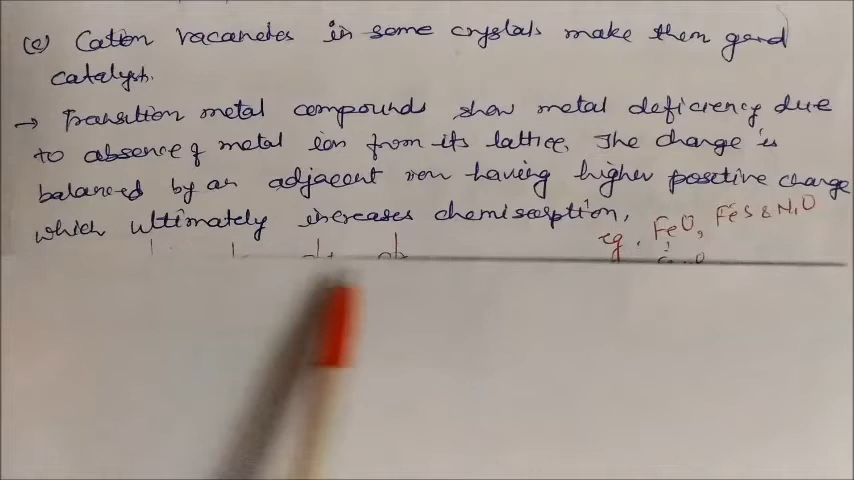 (c) Cation vacancies in some crystals make them good
catalyst.
→ Transition metal compounds show metal deficiency due
to absence of metal ion from its lattice. The charge is
balanced by an adjacent iron having higher positive charge
which ultimately increases chemisorption,
eg. FeO, FeS & NiO